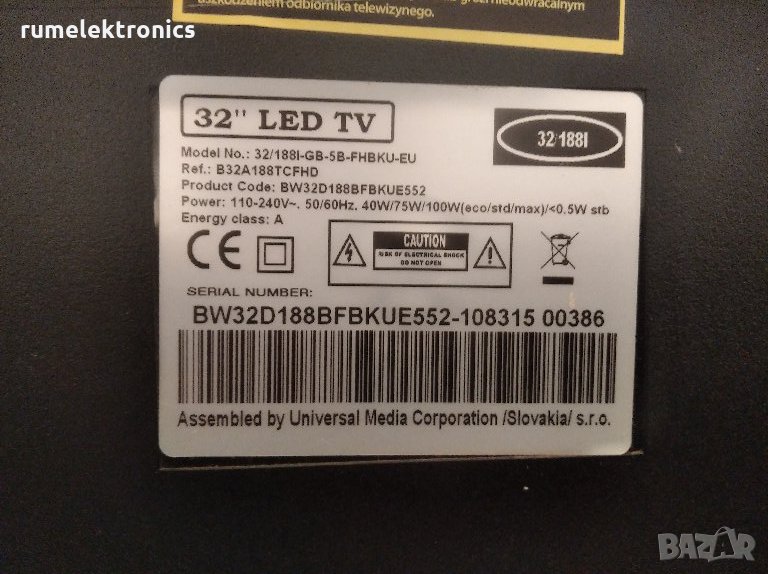 nieodwracalnym
uszkodzeniem odbiornika telewizyjnego.
rumelektronics
32" LED TV
32/188I
Model No.: 32/188I-GB-5B-FHBKU-EU
Ref.: B32A188TCFHD
Product Code: BW32D188BFBKUE552
Power: 110-240V~. 50/60Hz. 40W/75W/100W(eco/std/max)/<0.5W stb
Energy class: A
CE
CAUTION
RISK OF ELECTRICAL SHOCK
DO NOT OPEN
SERIAL NUMBER:
BW32D188BFBKUE552-108315 00386
Assembled by Universal Media Corporation /Slovakia/ s.r.o.
BAZAR